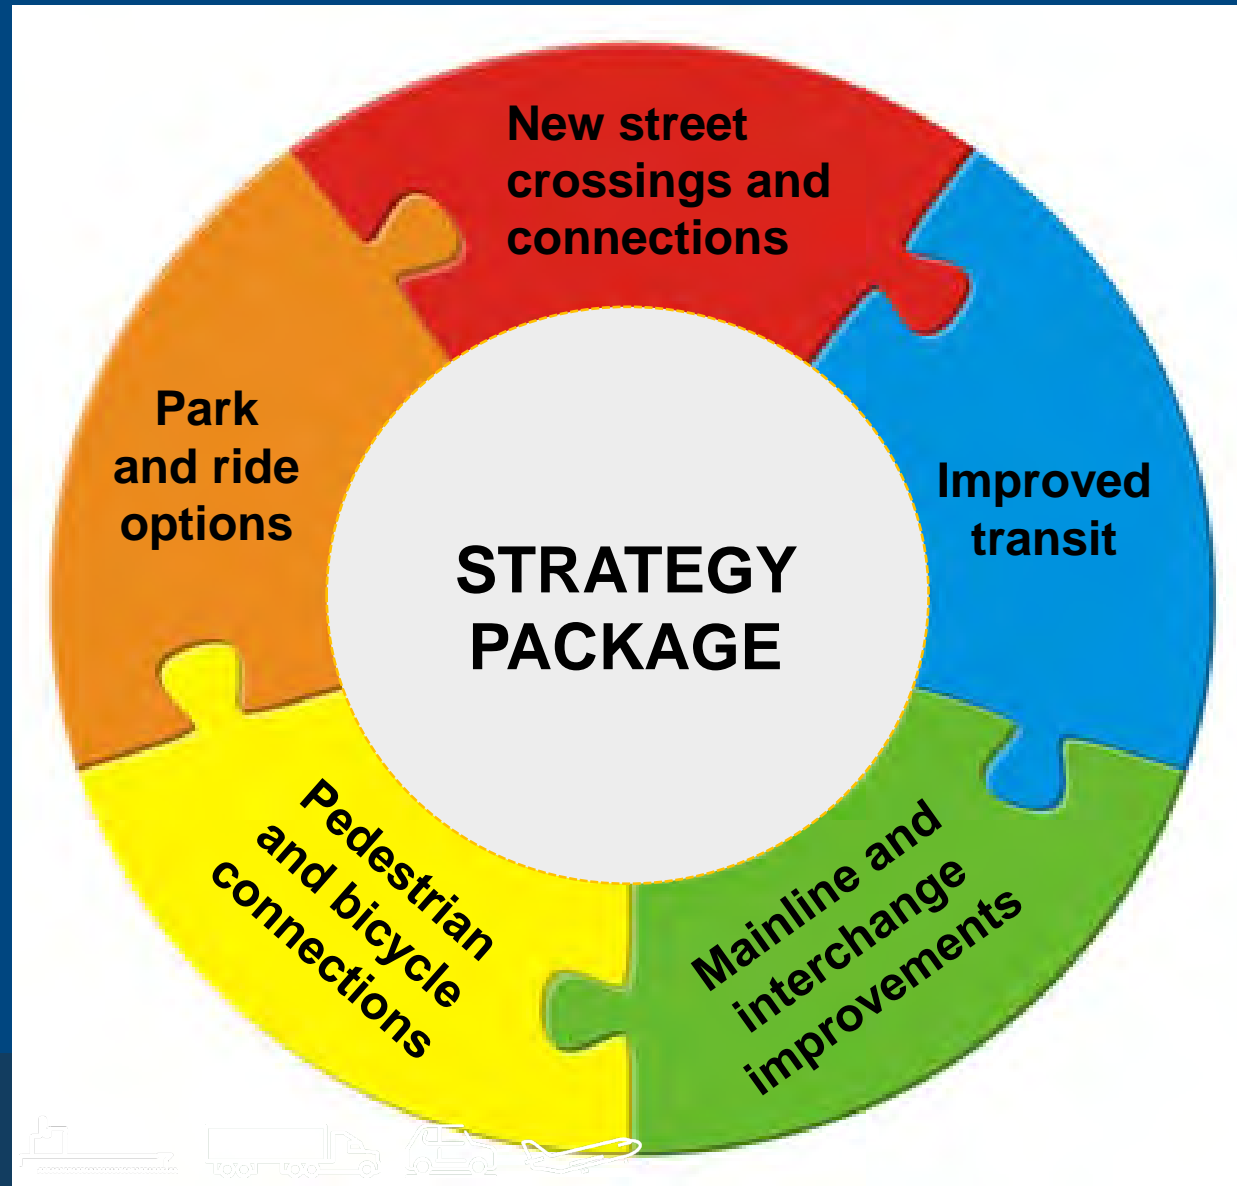 New street
crossings and
connections
Park
and ride
options
Improved
transit
STRATEGY
PACKAGE
Pedestrian
and bicycle
connections
Mainline and
interchange
improvements